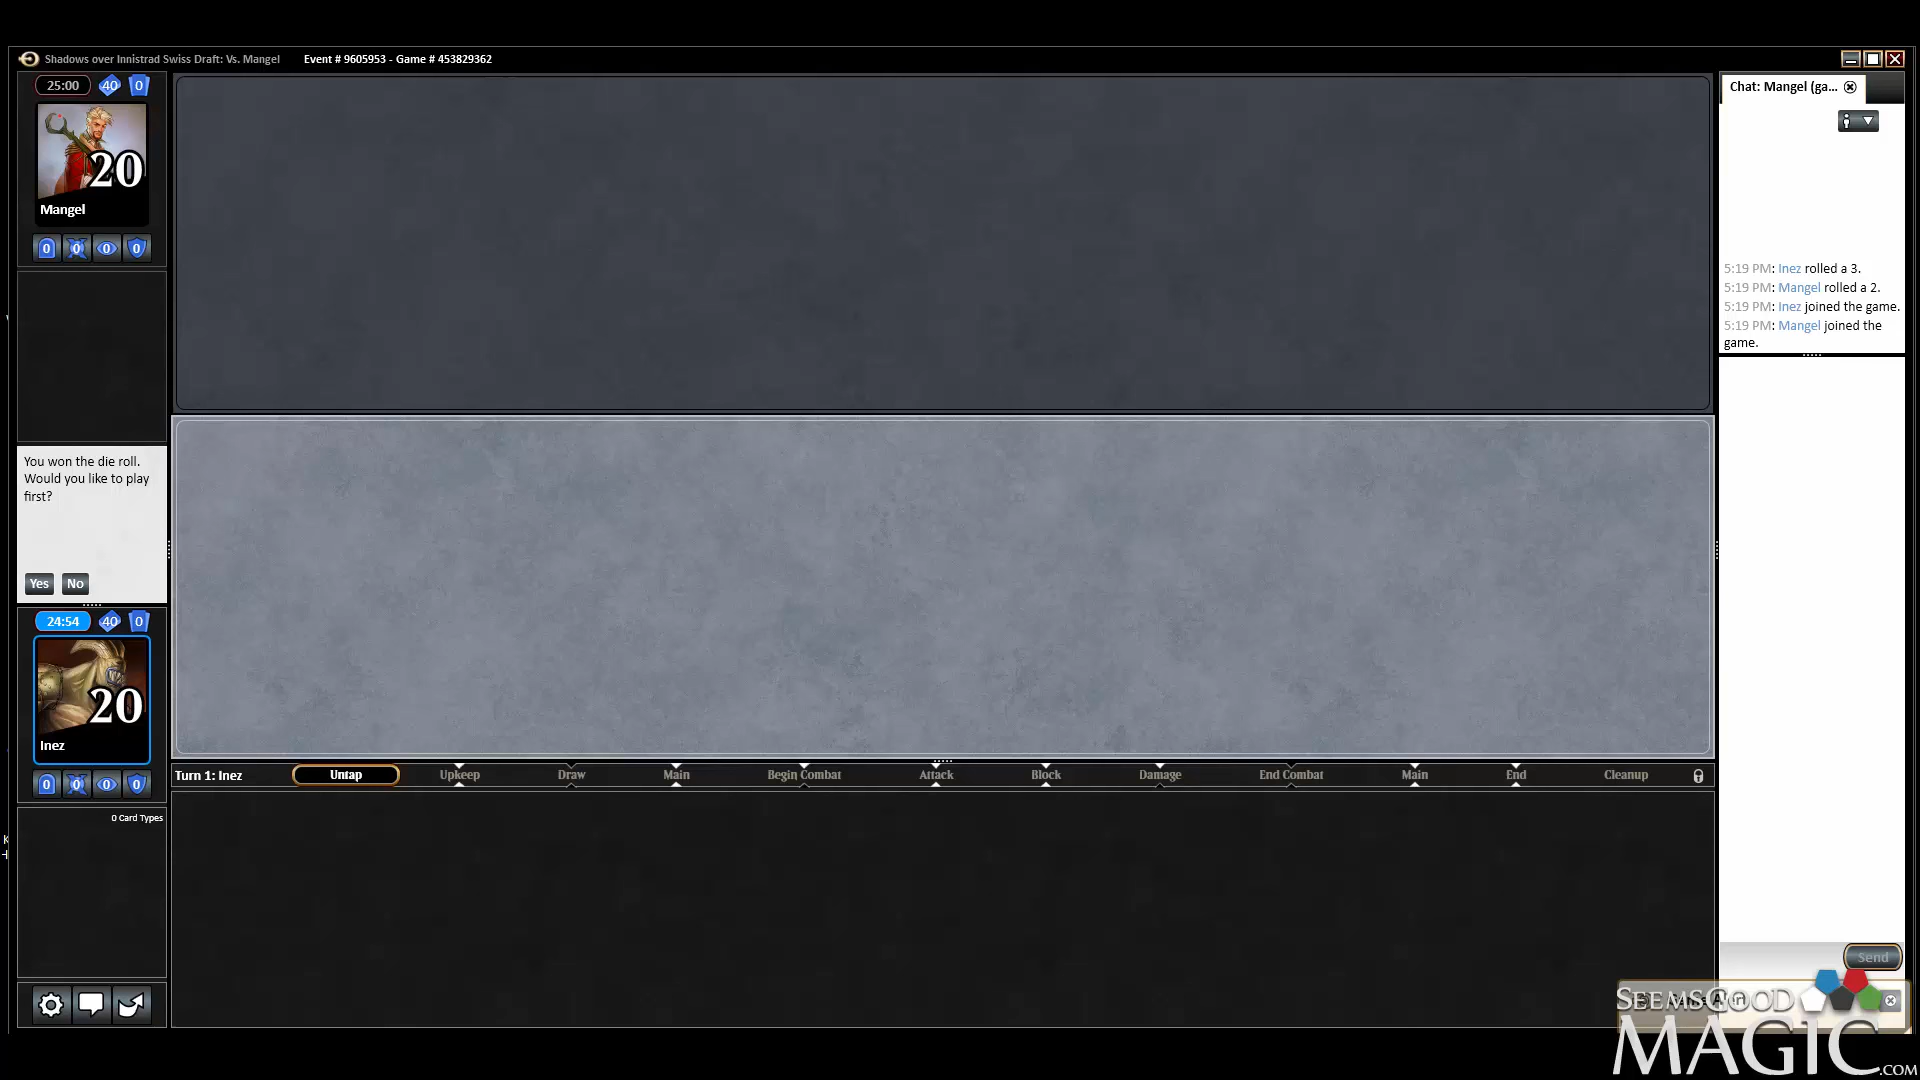 Shadows over Innistrad Swiss Draft: Vs. Mangel
Event # 9605953 - Game # 453829362
25:00 40 0
20
Mangel
0 0 0 0
Chat: Mangel (ga...
5:19 PM: Inez rolled a 3.
5:19 PM: Mangel rolled a 2.
5:19 PM: Inez joined the game.
5:19 PM: Mangel joined the
game.
You won the die roll.
Would you like to play
first?
Yes No
24:54 40 0
20
Inez
0 0 0 0
Turn 1: Inez
Untap Upkeep Draw Main Begin Combat Attack Block Damage End Combat Main End Cleanup
0 Card Types
Send
SEEMSGOOD
MAGIC.COM